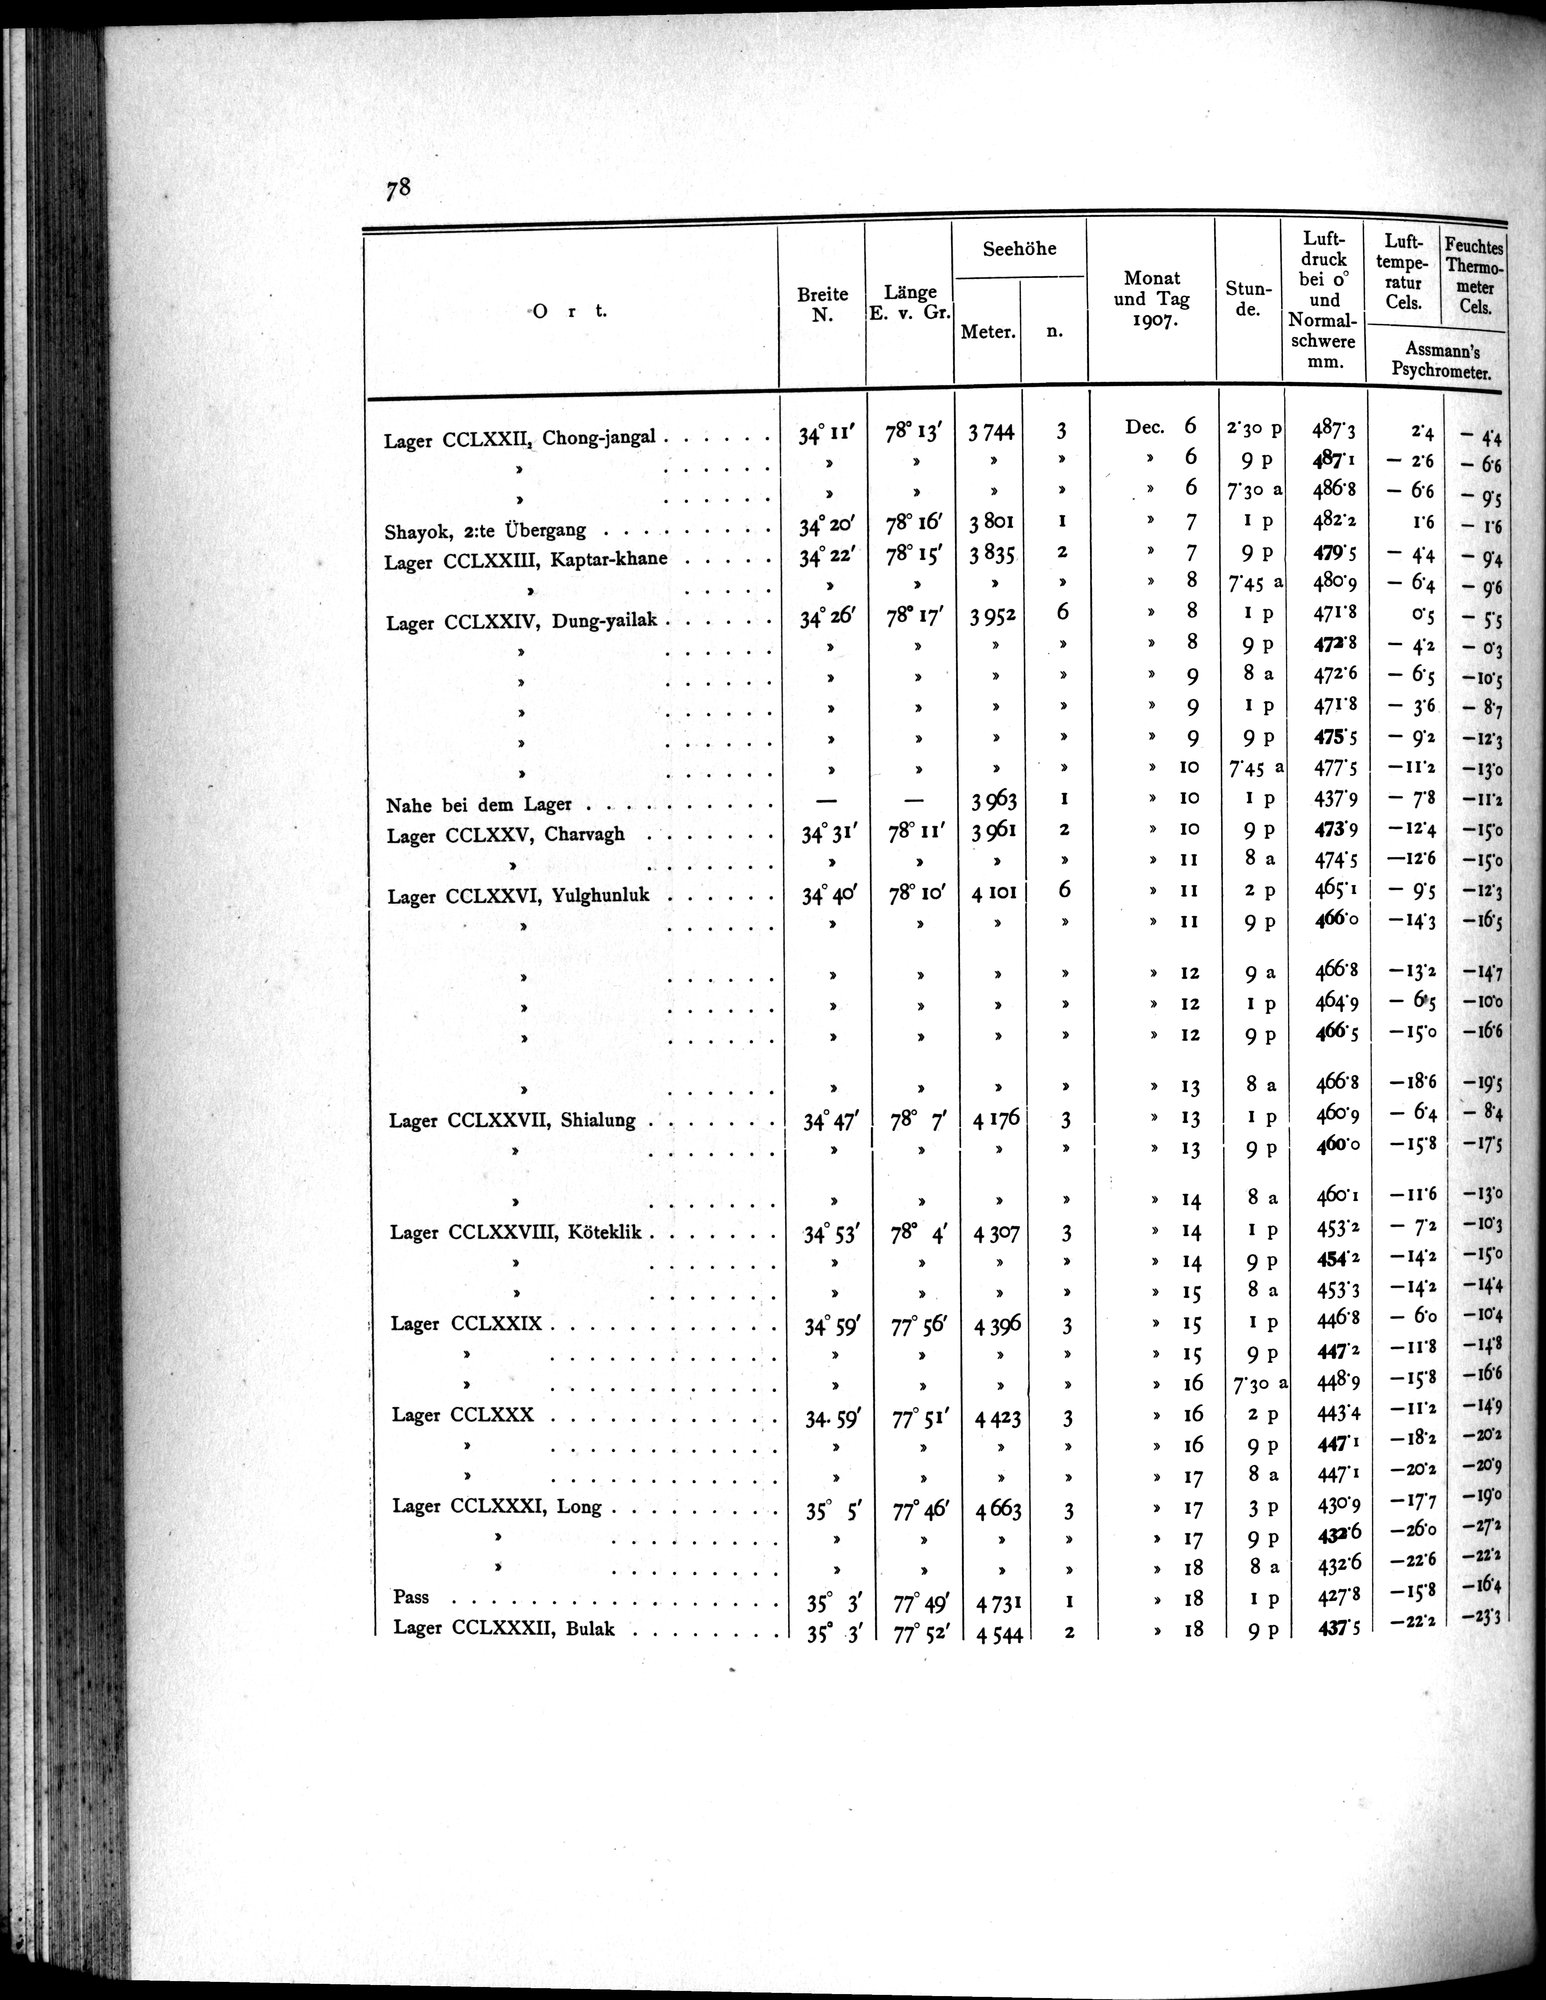 78
Ort. | Breite N. | Länge E. v. Gr. | Seehöhe Meter. | n. | Monat und Tag 1907. | Stunde. | Luftdruck bei 0° und Normalschwere mm. | Lufttemperatur Cels. | Feuchtes Thermometer Cels. | Assmann's Psychrometer.
Lager CCLXXII, Chong-jangal . . . . . . 34° 11′ 78° 13′ 3 744 3 Dec. 6 2·30 p 487·3 2·4 — 4·4
» . . . . . . » » » » » 6 9 p 487·1 — 2·6 — 6·6
» . . . . . . » » » » » 6 7·30 a 486·8 — 6·6 — 9·5
Shayok, 2:te Übergang . . . . . . . . . 34° 20′ 78° 16′ 3 801 1 » 7 1 p 482·2 1·6 — 1·6
Lager CCLXXIII, Kaptar-khane . . . . . 34° 22′ 78° 15′ 3 835 2 » 7 9 p 479·5 — 4·4 — 9·4
» . . . . . » » » » » 8 7·45 a 480·9 — 6·4 — 9·6
Lager CCLXXIV, Dung-yailak . . . . . . 34° 26′ 78° 17′ 3 952 6 » 8 1 p 471·8 0·5 — 5·5
» . . . . . . » » » » » 8 9 p 472·8 — 4·2 — 0·3
» . . . . . . » » » » » 9 8 a 472·6 — 6·5 —10·5
» . . . . . . » » » » » 9 1 p 471·8 — 3·6 — 8·7
» . . . . . . » » » » » 9 9 p 475·5 — 9·2 —12·3
» . . . . . . » » » » » 10 7·45 a 477·5 —11·2 —13·0
Nahe bei dem Lager . . . . . . . . . . — — 3 963 1 » 10 1 p 437·9 — 7·8 —11·2
Lager CCLXXV, Charvagh . . . . . . . 34° 31′ 78° 11′ 3 961 2 » 10 9 p 473·9 —12·4 —15·0
» . . . . . . . » » » » » 11 8 a 474·5 —12·6 —15·0
Lager CCLXXVI, Yulghunluk . . . . . . 34° 40′ 78° 10′ 4 101 6 » 11 2 p 465·1 — 9·5 —12·3
» . . . . . . » » » » » 11 9 p 466·0 —14·3 —16·5
» . . . . . . » » » » » 12 9 a 466·8 —13·2 —14·7
» . . . . . . » » » » » 12 1 p 464·9 — 6·5 —10·0
» . . . . . . » » » » » 12 9 p 466·5 —15·0 —16·6
» . . . . . . » » » » » 13 8 a 466·8 —18·6 —19·5
Lager CCLXXVII, Shialung . . . . . . . 34° 47′ 78° 7′ 4 176 3 » 13 1 p 460·9 — 6·4 — 8·4
» . . . . . . . » » » » » 13 9 p 460·0 —15·8 —17·5
» . . . . . . . » » » » » 14 8 a 460·1 —11·6 —13·0
Lager CCLXXVIII, Köteklik . . . . . . . 34° 53′ 78° 4′ 4 307 3 » 14 1 p 453·2 — 7·2 —10·3
» . . . . . . . » » » » » 14 9 p 454·2 —14·2 —15·0
» . . . . . . . » » » » » 15 8 a 453·3 —14·2 —14·4
Lager CCLXXIX . . . . . . . . . . . . 34° 59′ 77° 56′ 4 396 3 » 15 1 p 446·8 — 6·0 —10·4
» . . . . . . . . . . . . » » » » » 15 9 p 447·2 —11·8 —14·8
» . . . . . . . . . . . . » » » » » 16 7·30 a 448·9 —15·8 —16·6
Lager CCLXXX . . . . . . . . . . . . 34. 59′ 77° 51′ 4 423 3 » 16 2 p 443·4 —11·2 —14·9
» . . . . . . . . . . . . » » » » » 16 9 p 447·1 —18·2 —20·2
» . . . . . . . . . . . . » » » » » 17 8 a 447·1 —20·2 —20·9
Lager CCLXXXI, Long . . . . . . . . . 35° 5′ 77° 46′ 4 663 3 » 17 3 p 430·9 —17·7 —19·0
» . . . . . . . . . » » » » » 17 9 p 432·6 —26·0 —27·2
» . . . . . . . . . » » » » » 18 8 a 432·6 —22·6 —22·2
Pass . . . . . . . . . . . . . . . . . 35° 3′ 77° 49′ 4 731 1 » 18 1 p 427·8 —15·8 —16·4
Lager CCLXXXII, Bulak . . . . . . . . 35° 3′ 77° 52′ 4 544 2 » 18 9 p 437·5 —22·2 —23·3